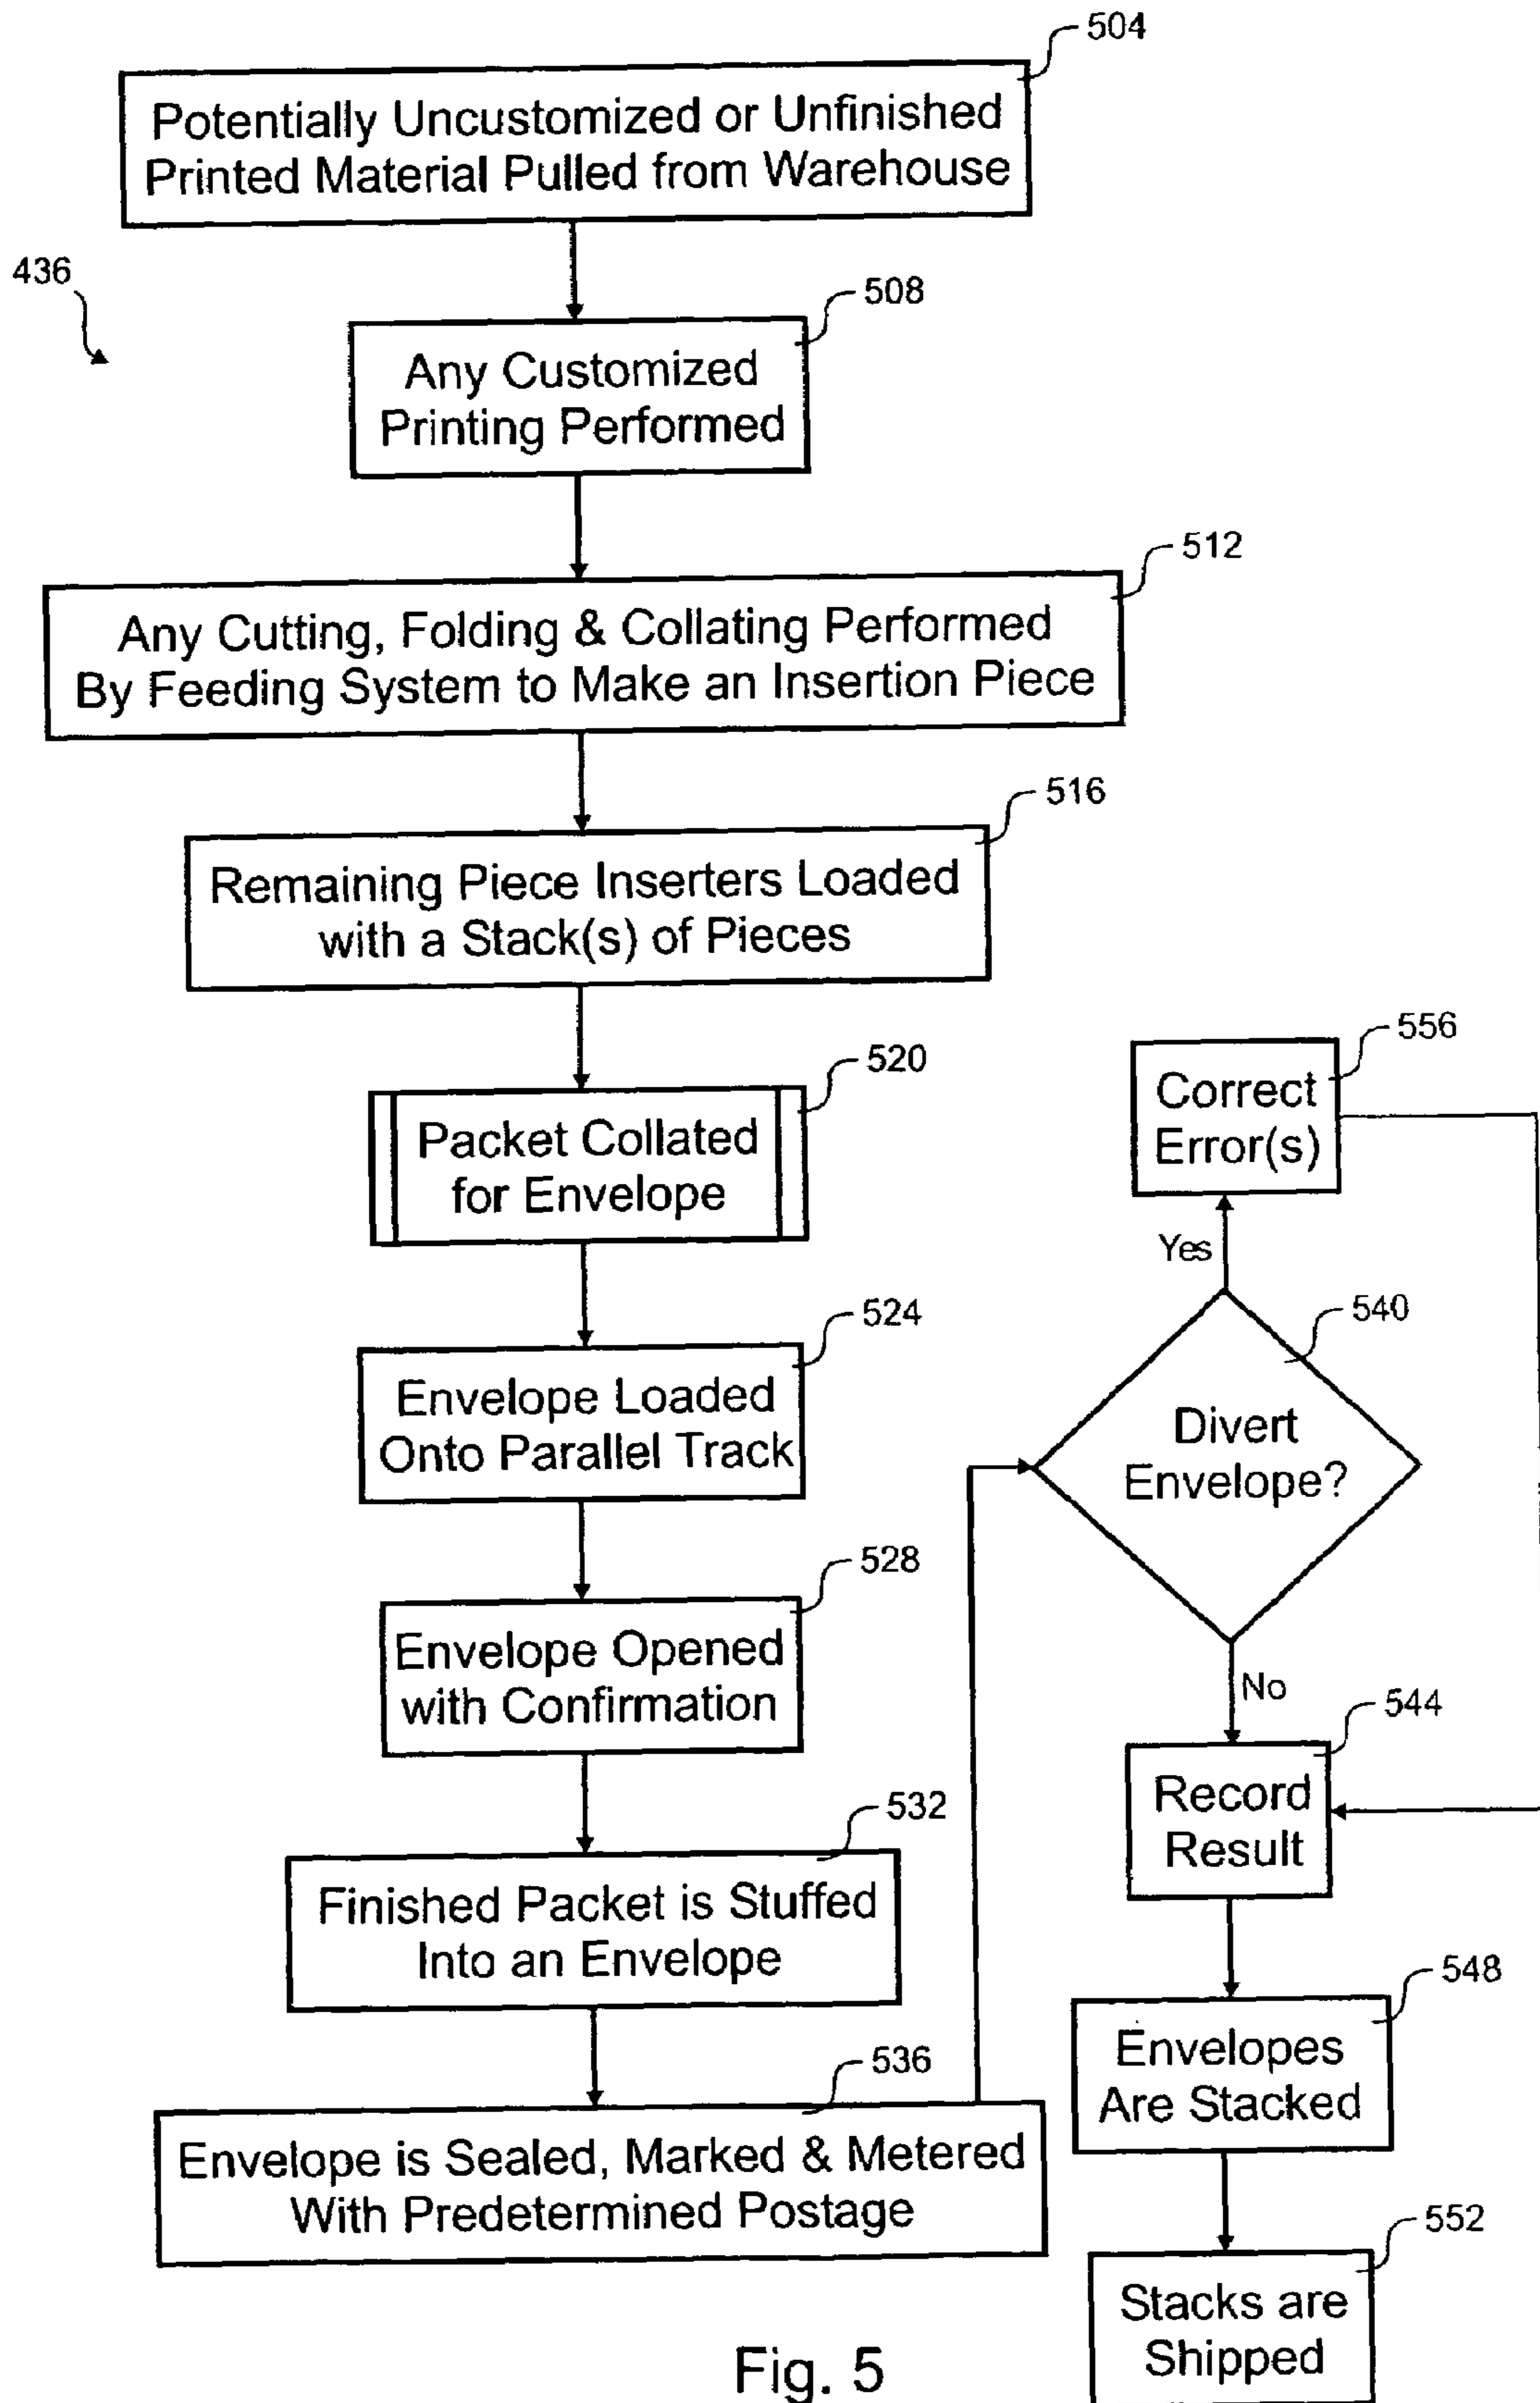 504
Potentially Uncustomized or Unfinished
Printed Material Pulled from Warehouse
436
508
Any Customized
Printing Performed
512
Any Cutting, Folding & Collating Performed
By Feeding System to Make an Insertion Piece
516
Remaining Piece Inserters Loaded
with a Stack(s) of Pieces
520
Packet Collated
for Envelope
524
Envelope Loaded
Onto Parallel Track
528
Envelope Opened
with Confirmation
532
Finished Packet is Stuffed
Into an Envelope
536
Envelope is Sealed, Marked & Metered
With Predetermined Postage
556
Correct
Error(s)
Yes
540
Divert
Envelope?
No
544
Record
Result
548
Envelopes
Are Stacked
552
Stacks are
Shipped
Fig. 5